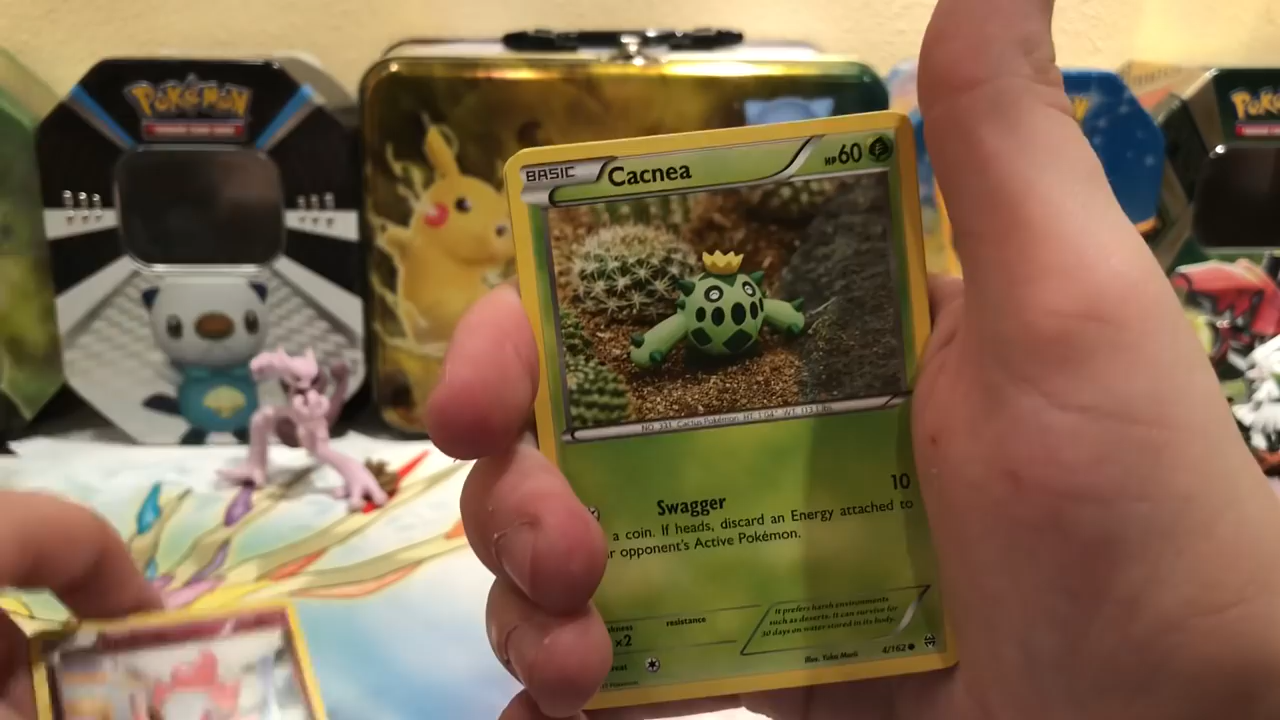 POKéMON
BASIC
Cacnea
HP 60
NO. 331 Cactus Pokémon HT. 1'04" WT. 113.1 lbs.
Swagger
10
a coin. If heads, discard an Energy attached to
r opponent's Active Pokémon.
kness
resistance
×2
It prefers harsh environments
such as deserts. It can survive for
30 days on water stored in its body.
Illus. Yuka Morii
4/162